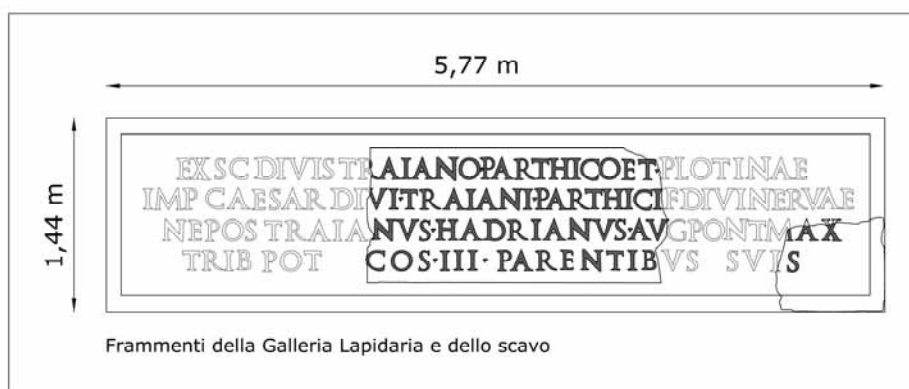 5,77 m
1,44 m
EX SC DIVIS TRAIANO·PARTHICO ET·PLOTINAE
IMP CAESAR DIVI·TRAIANI·PARTHICI F DIVI NERVAE
NEPOS TRAIANVS·HADRIANVS·AVG PONT MAX
TRIB POT COS·III· PARENTIBVS SVIS
Frammenti della Galleria Lapidaria e dello scavo